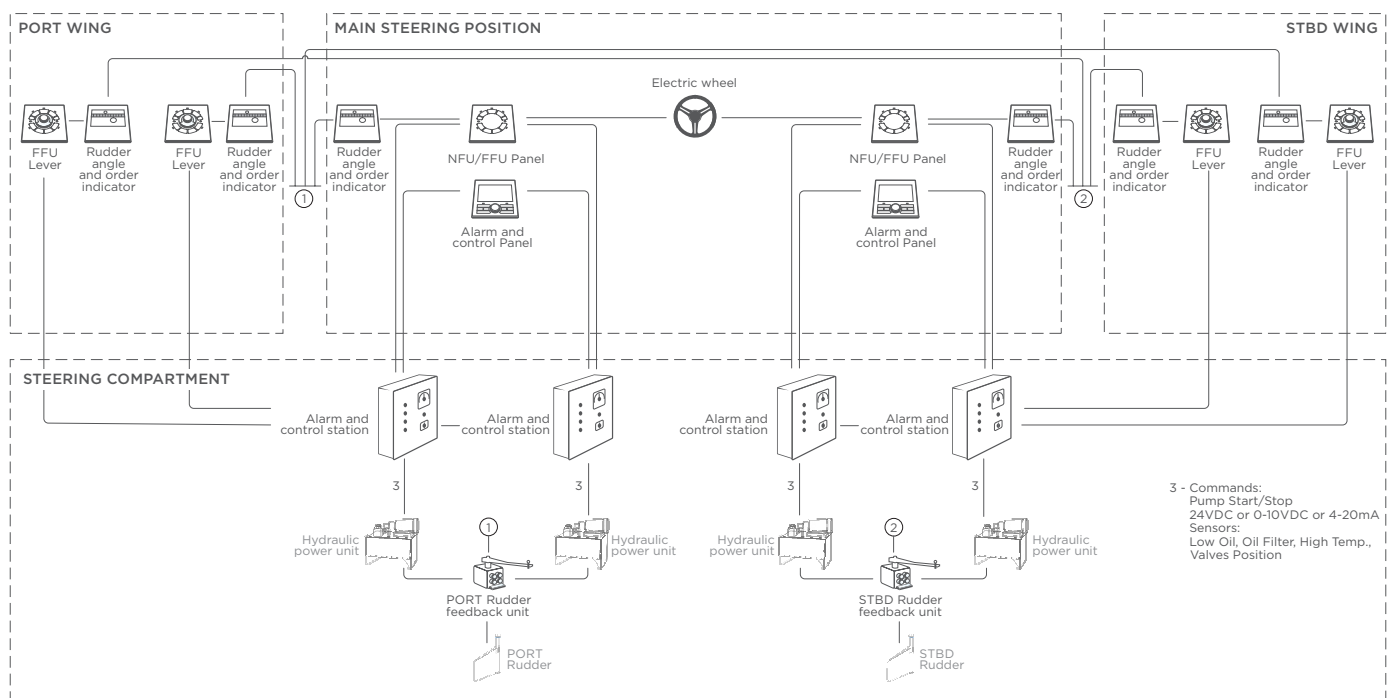 PORT WING
MAIN STEERING POSITION
STBD WING
Electric wheel
FFU
Lever
Rudder
angle
and order
indicator
FFU
Lever
Rudder
angle
and order
indicator
1
Rudder
angle
and order
indicator
NFU/FFU Panel
Alarm and
control Panel
NFU/FFU Panel
Alarm and
control Panel
Rudder
angle
and order
indicator
2
Rudder
angle
and order
indicator
FFU
Lever
Rudder
angle
and order
indicator
FFU
Lever
STEERING COMPARTMENT
Alarm and
control station
Alarm and
control station
Alarm and
control station
Alarm and
control station
3
3
3
3
Hydraulic
power unit
1
Hydraulic
power unit
Hydraulic
power unit
2
Hydraulic
power unit
PORT Rudder
feedback unit
STBD Rudder
feedback unit
PORT
Rudder
STBD
Rudder
3 - Commands:
Pump Start/Stop
24VDC or 0-10VDC or 4-20mA
Sensors:
Low Oil, Oil Filter, High Temp.,
Valves Position